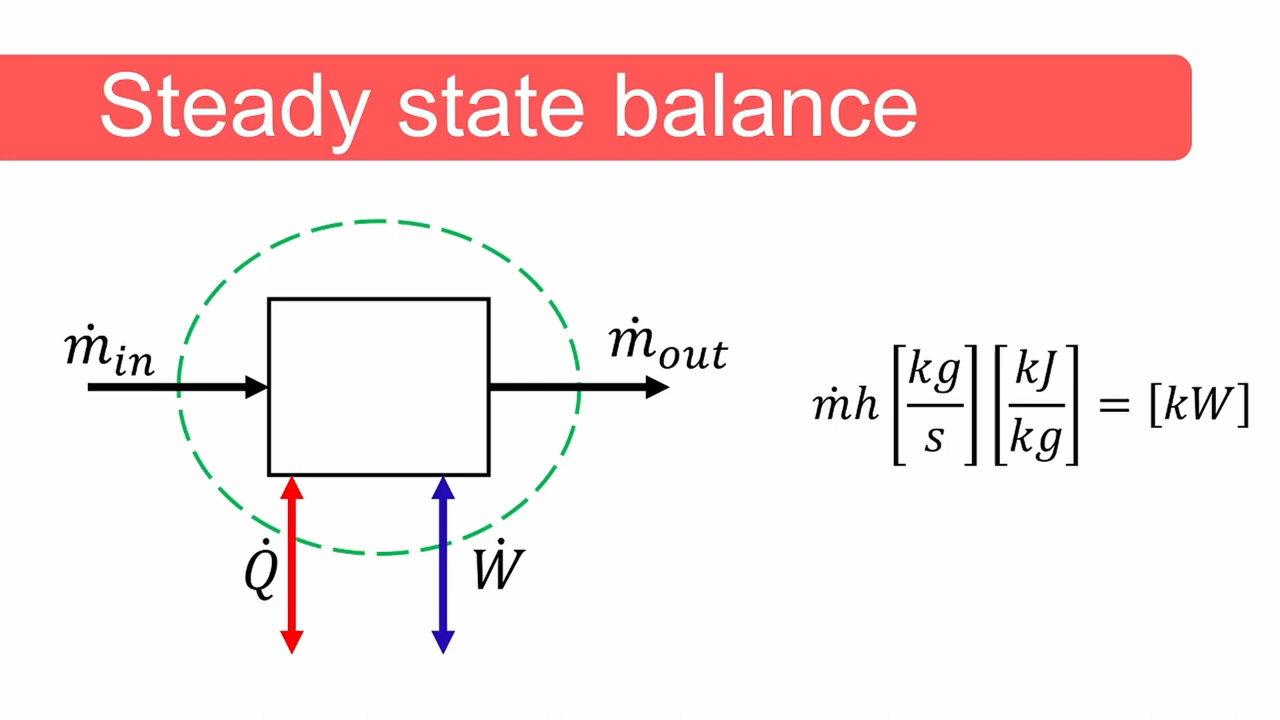 Steady state balance
ṁ_in
ṁ_out
ṁh [kg/s] [kJ/kg] = [kW]
Q̇
Ẇ